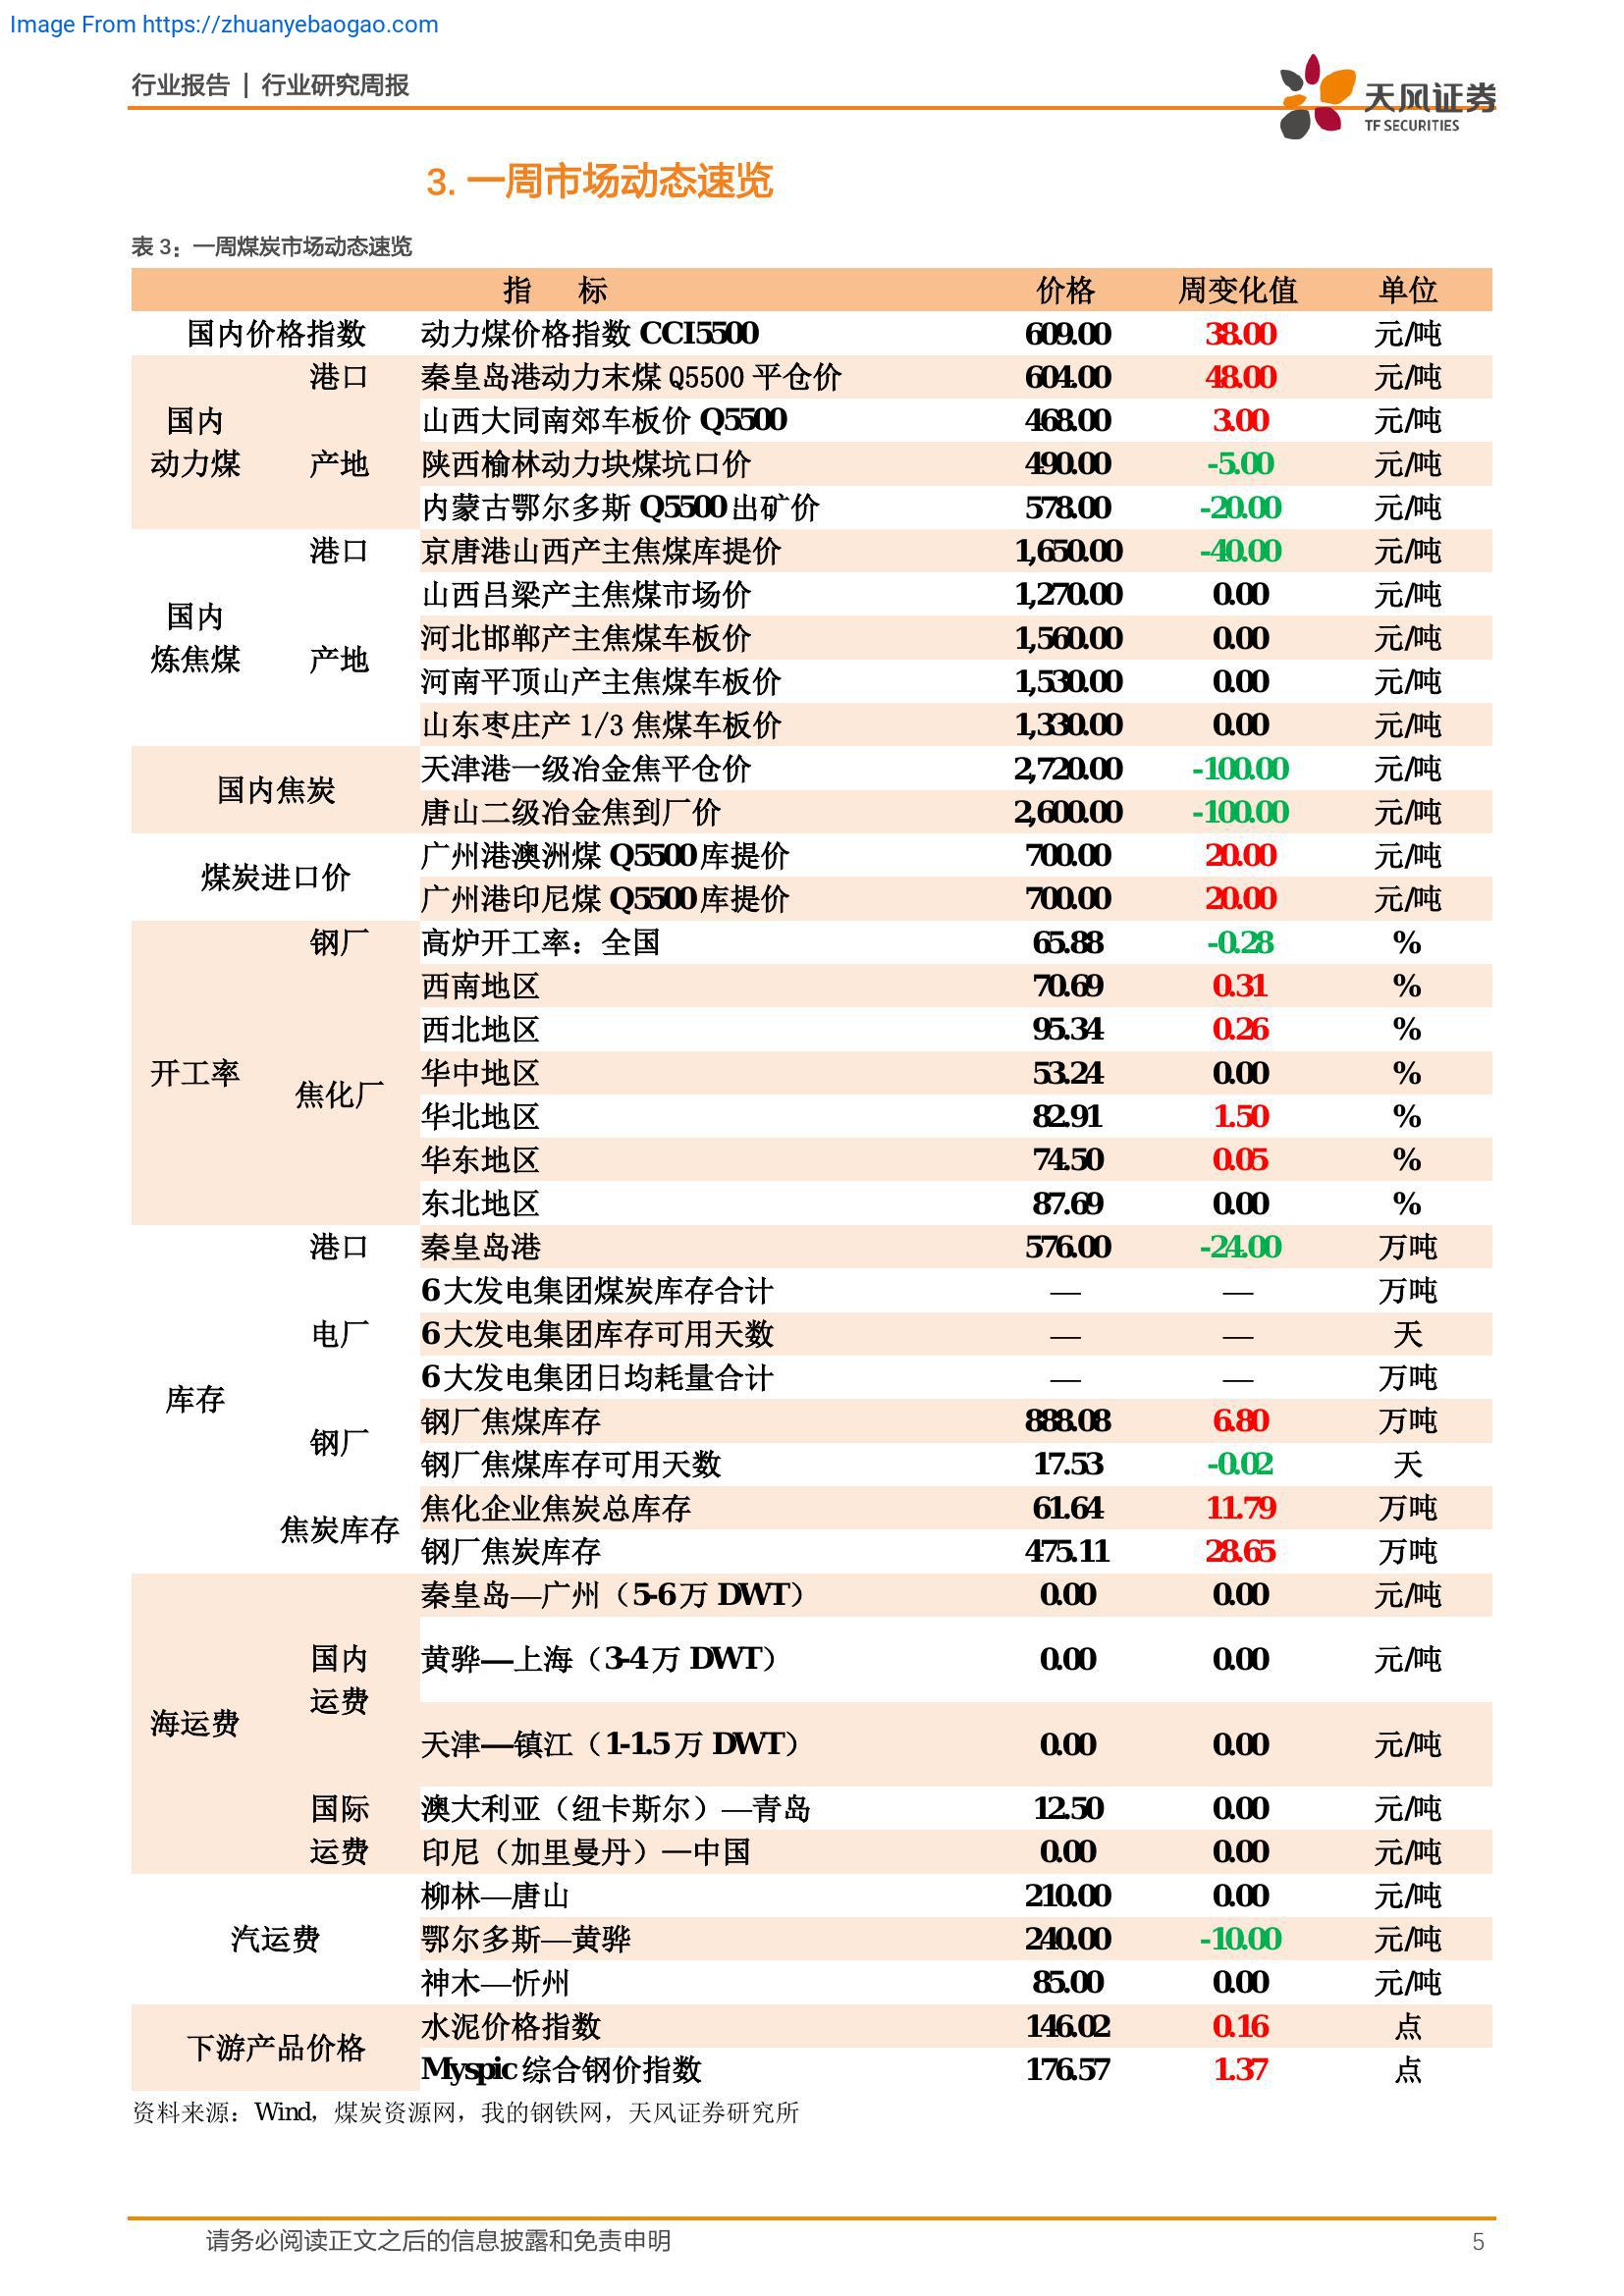 Image From https://zhuanyebaogao.com
行业报告 | 行业研究周报
天风证券
TF SECURITIES
3. 一周市场动态速览
表 3：一周煤炭市场动态速览
指 标 价格 周变化值 单位
国内价格指数 动力煤价格指数 CCI5500 609.00 38.00 元/吨
港口 秦皇岛港动力末煤 Q5500 平仓价 604.00 48.00 元/吨
国内 山西大同南郊车板价 Q5500 468.00 3.00 元/吨
动力煤 产地 陕西榆林动力块煤坑口价 490.00 -5.00 元/吨
内蒙古鄂尔多斯 Q5500 出矿价 578.00 -20.00 元/吨
港口 京唐港山西产主焦煤库提价 1,650.00 -40.00 元/吨
国内 山西吕梁产主焦煤市场价 1,270.00 0.00 元/吨
河北邯郸产主焦煤车板价 1,560.00 0.00 元/吨
炼焦煤 产地 河南平顶山产主焦煤车板价 1,530.00 0.00 元/吨
山东枣庄产 1/3 焦煤车板价 1,330.00 0.00 元/吨
国内焦炭 天津港一级冶金焦平仓价 2,720.00 -100.00 元/吨
唐山二级冶金焦到厂价 2,600.00 -100.00 元/吨
煤炭进口价 广州港澳洲煤 Q5500 库提价 700.00 20.00 元/吨
广州港印尼煤 Q5500 库提价 700.00 20.00 元/吨
钢厂 高炉开工率：全国 65.88 -0.28 %
西南地区 70.69 0.31 %
西北地区 95.34 0.26 %
开工率 焦化厂 华中地区 53.24 0.00 %
华北地区 82.91 1.50 %
华东地区 74.50 0.05 %
东北地区 87.69 0.00 %
港口 秦皇岛港 576.00 -24.00 万吨
6 大发电集团煤炭库存合计 — — 万吨
电厂 6 大发电集团库存可用天数 — — 天
6 大发电集团日均耗量合计 — — 万吨
库存 钢厂 钢厂焦煤库存 888.08 6.80 万吨
钢厂焦煤库存可用天数 17.53 -0.02 天
焦炭库存 焦化企业焦炭总库存 61.64 11.79 万吨
钢厂焦炭库存 475.11 28.65 万吨
秦皇岛—广州（5-6 万 DWT） 0.00 0.00 元/吨
国内 黄骅—上海（3-4 万 DWT） 0.00 0.00 元/吨
运费
海运费 天津—镇江（1-1.5 万 DWT） 0.00 0.00 元/吨
国际 澳大利亚（纽卡斯尔）—青岛 12.50 0.00 元/吨
运费 印尼（加里曼丹）—中国 0.00 0.00 元/吨
柳林—唐山 210.00 0.00 元/吨
汽运费 鄂尔多斯—黄骅 240.00 -10.00 元/吨
神木—忻州 85.00 0.00 元/吨
下游产品价格 水泥价格指数 146.02 0.16 点
Myspic 综合钢价指数 176.57 1.37 点
资料来源：Wind，煤炭资源网，我的钢铁网，天风证券研究所
请务必阅读正文之后的信息披露和免责申明 5